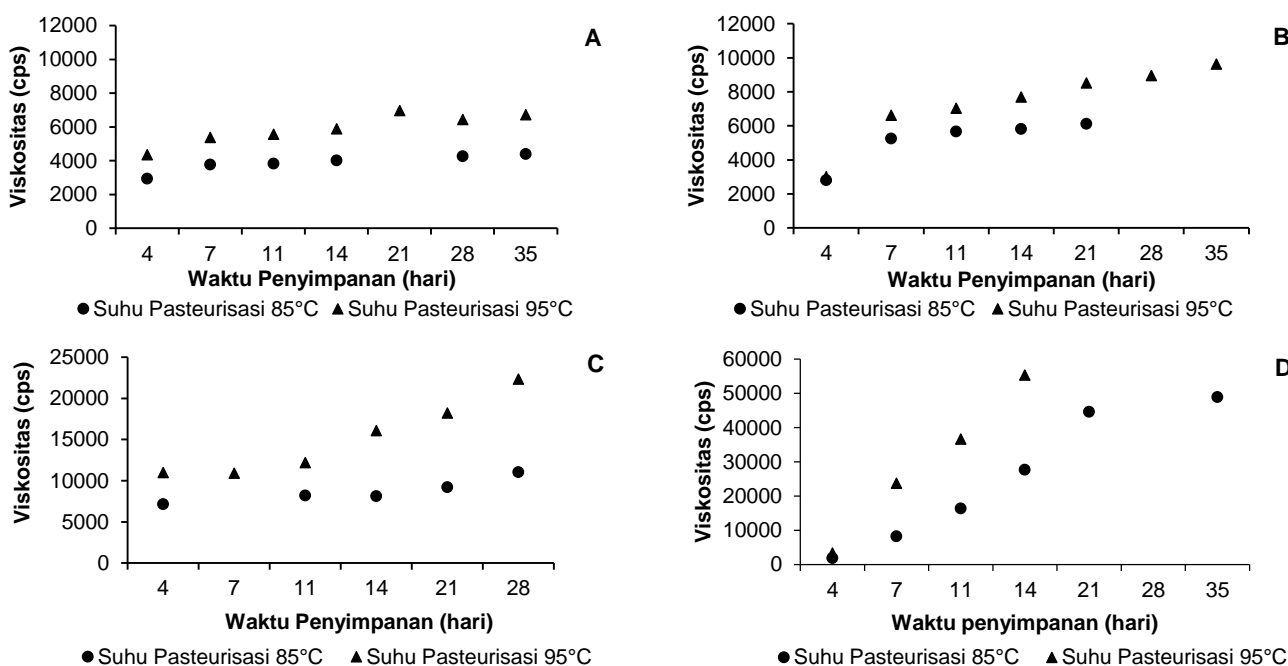 A
Viskositas (cps)
12000
10000
8000
6000
4000
2000
0
4 7 11 14 21 28 35
Waktu Penyimpanan (hari)
● Suhu Pasteurisasi 85°C ▲ Suhu Pasteurisasi 95°C
B
Viskositas (cps)
12000
10000
8000
6000
4000
2000
0
4 7 11 14 21 28 35
Waktu Penyimpanan (hari)
● Suhu Pasteurisasi 85°C ▲ Suhu Pasteurisasi 95°C
C
Viskositas (cps)
25000
20000
15000
10000
5000
0
4 7 11 14 21 28
Waktu Penyimpanan (hari)
● Suhu Pasteurisasi 85°C ▲ Suhu Pasteurisasi 95°C
D
Viskositas (cps)
60000
50000
40000
30000
20000
10000
0
4 7 11 14 21 28 35
Waktu penyimpanan (hari)
● Suhu Pasteurisasi 85°C ▲ Suhu Pasteurisasi 95°C